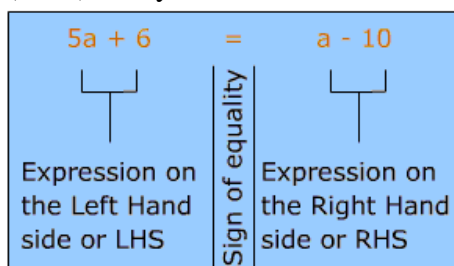 5a + 6 = a - 10
Expression on
the Left Hand
side or LHS
Sign of equality
Expression on
the Right Hand
side or RHS